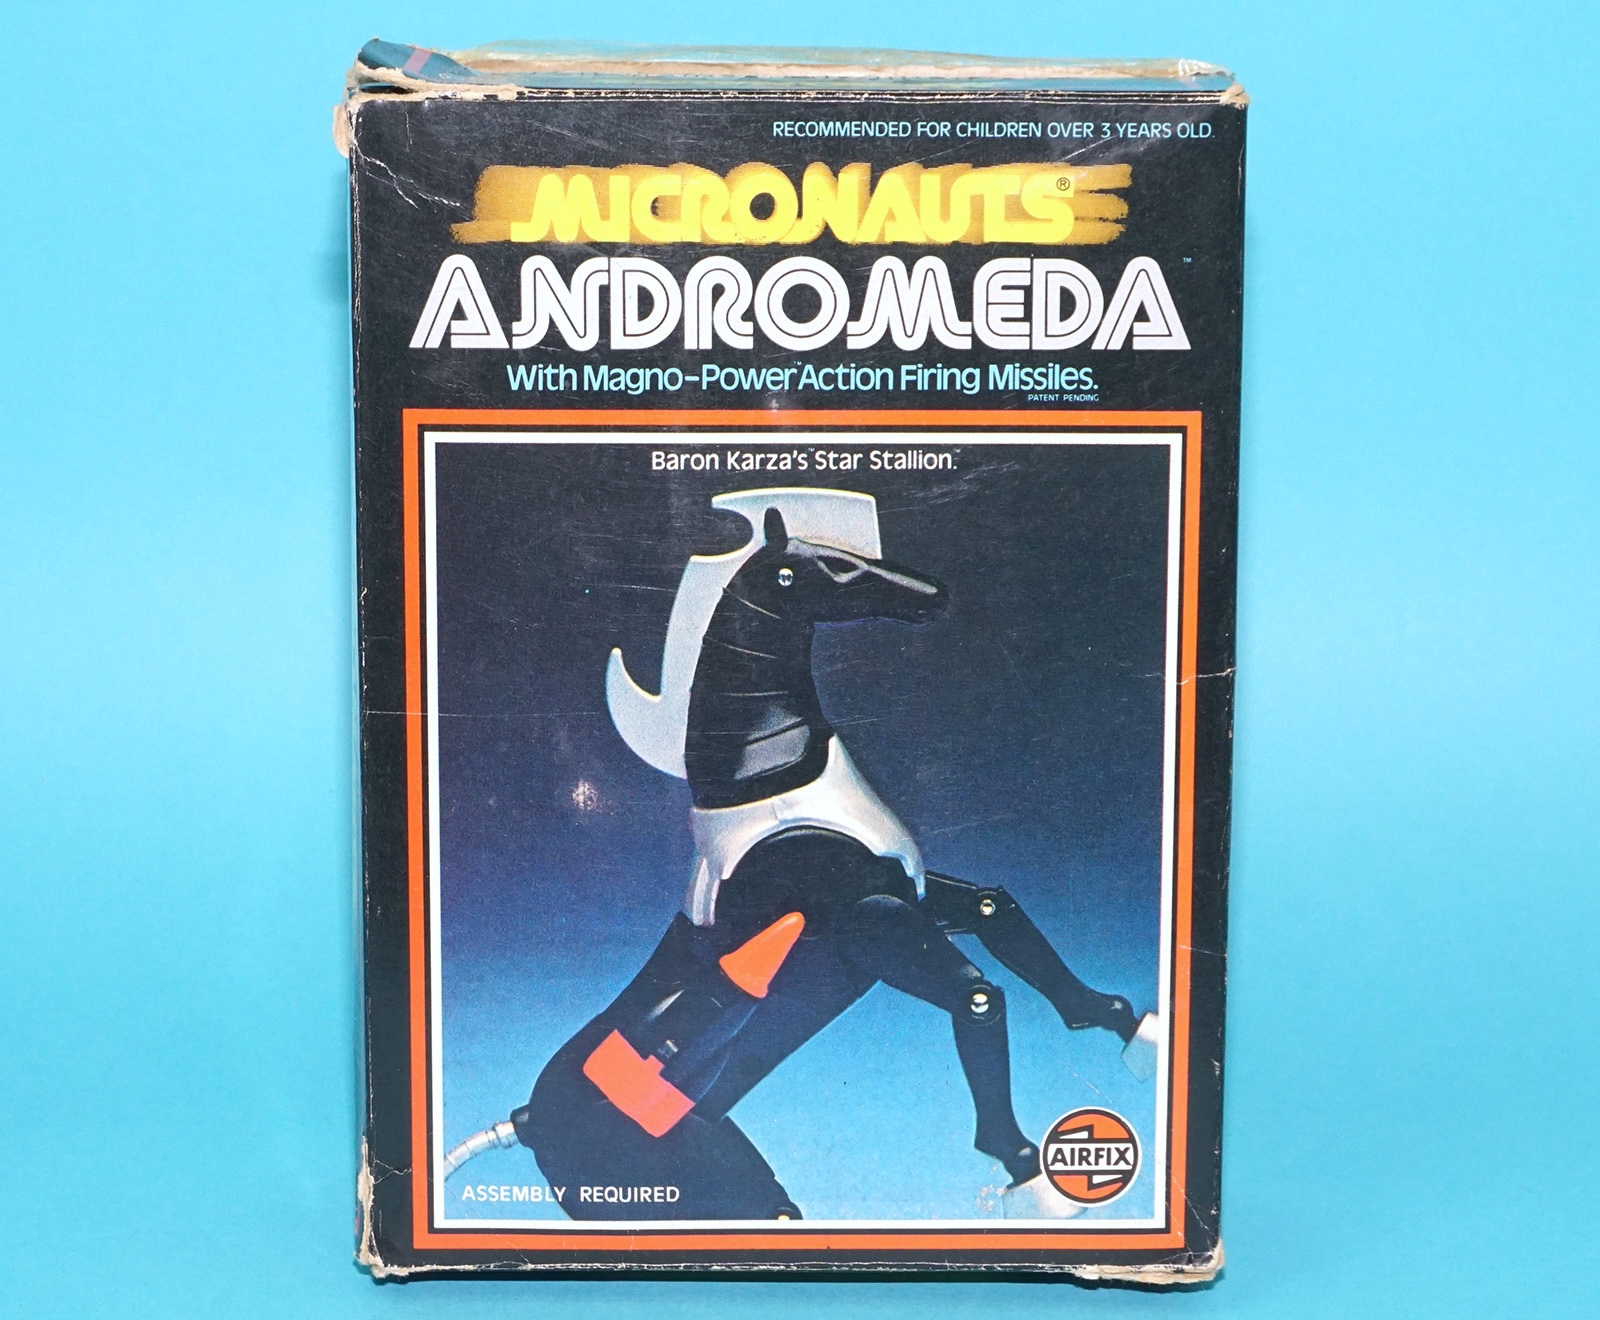 RECOMMENDED FOR CHILDREN OVER 3 YEARS OLD.
MICRONAUTS®
ANDROMEDA™
With Magno-Power™ Action Firing Missiles.
PATENT PENDING
Baron Karza's™ Star Stallion.™
ASSEMBLY REQUIRED
AIRFIX